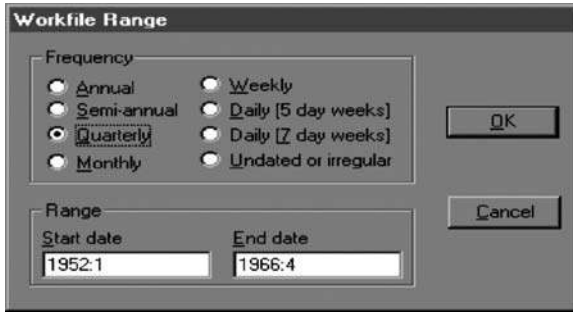 Workfile Range
Frequency
Annual
Semi-annual
Quarterly
Monthly
Weekly
Daily [5 day weeks]
Daily [7 day weeks]
Undated or irregular
Range
Start date
1952:1
End date
1966:4
OK
Cancel